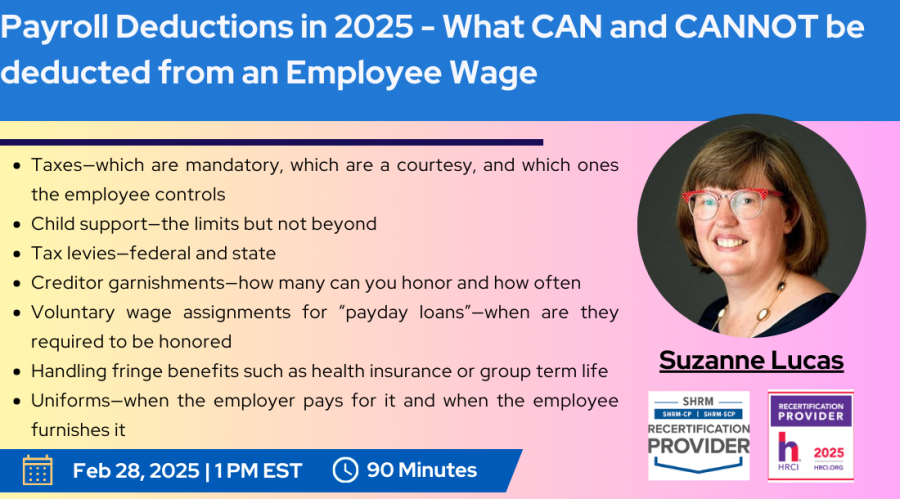 Payroll Deductions in 2025 - What CAN and CANNOT be
deducted from an Employee Wage
• Taxes—which are mandatory, which are a courtesy, and which ones
the employee controls
• Child support—the limits but not beyond
• Tax levies—federal and state
• Creditor garnishments—how many can you honor and how often
• Voluntary wage assignments for “payday loans”—when are they
required to be honored
• Handling fringe benefits such as health insurance or group term life
• Uniforms—when the employer pays for it and when the employee
furnishes it
Feb 28, 2025 | 1 PM EST
90 Minutes
Suzanne Lucas
SHRM
SHRM-CP | SHRM-SCP
RECERTIFICATION
PROVIDER
RECERTIFICATION
PROVIDER
h
HRCI
2025
HRCI.ORG